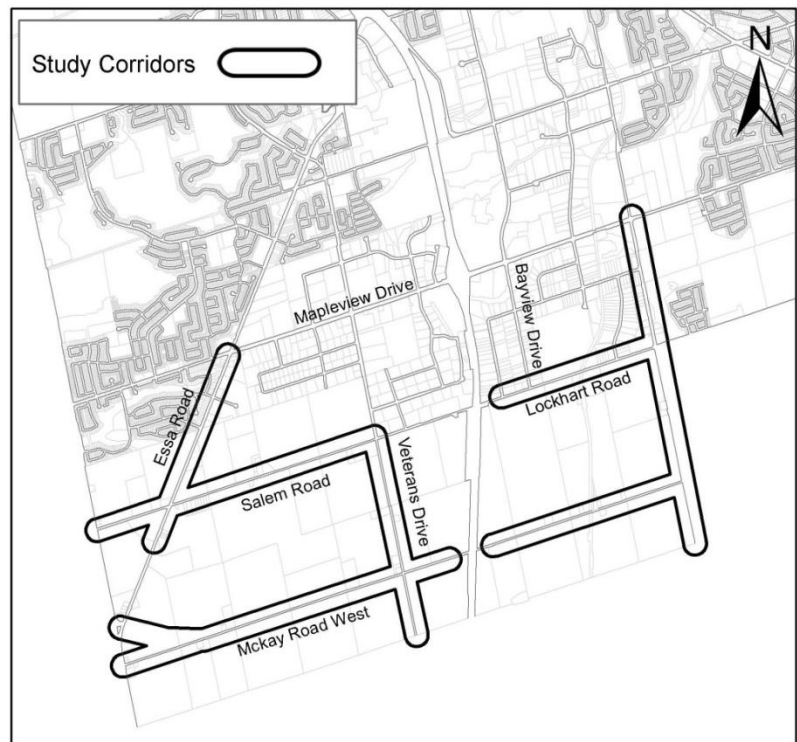 Study Corridors
N
Mapleview Drive
Bayview Drive
Lockhart Road
Essa Road
Salem Road
Veterans Drive
Mckay Road West